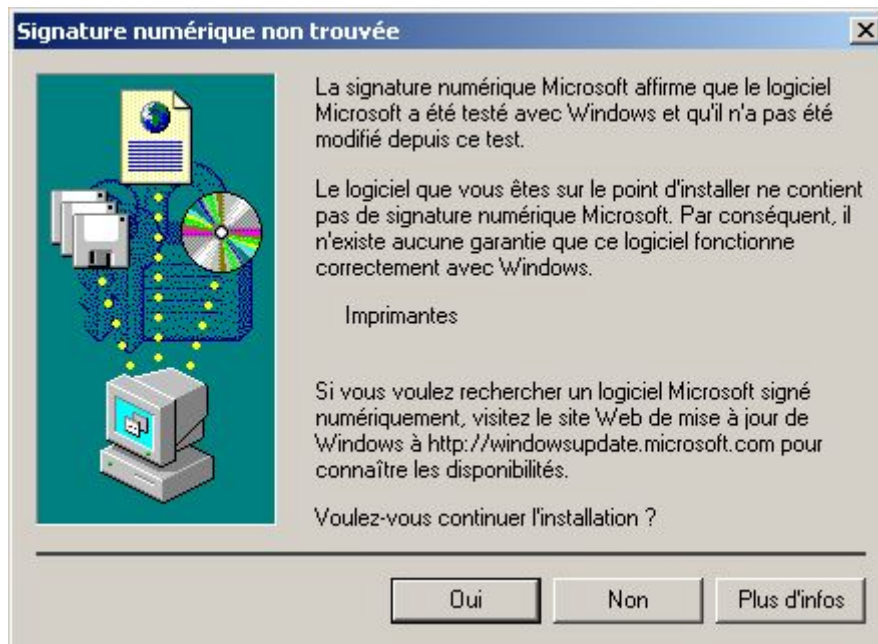 Signature numérique non trouvée
La signature numérique Microsoft affirme que le logiciel
Microsoft a été testé avec Windows et qu'il n'a pas été
modifié depuis ce test.
Le logiciel que vous êtes sur le point d'installer ne contient
pas de signature numérique Microsoft. Par conséquent, il
n'existe aucune garantie que ce logiciel fonctionne
correctement avec Windows.
Imprimantes
Si vous voulez rechercher un logiciel Microsoft signé
numériquement, visitez le site Web de mise à jour de
Windows à http://windowsupdate.microsoft.com pour
connaître les disponibilités.
Voulez-vous continuer l'installation ?
Oui Non Plus d'infos